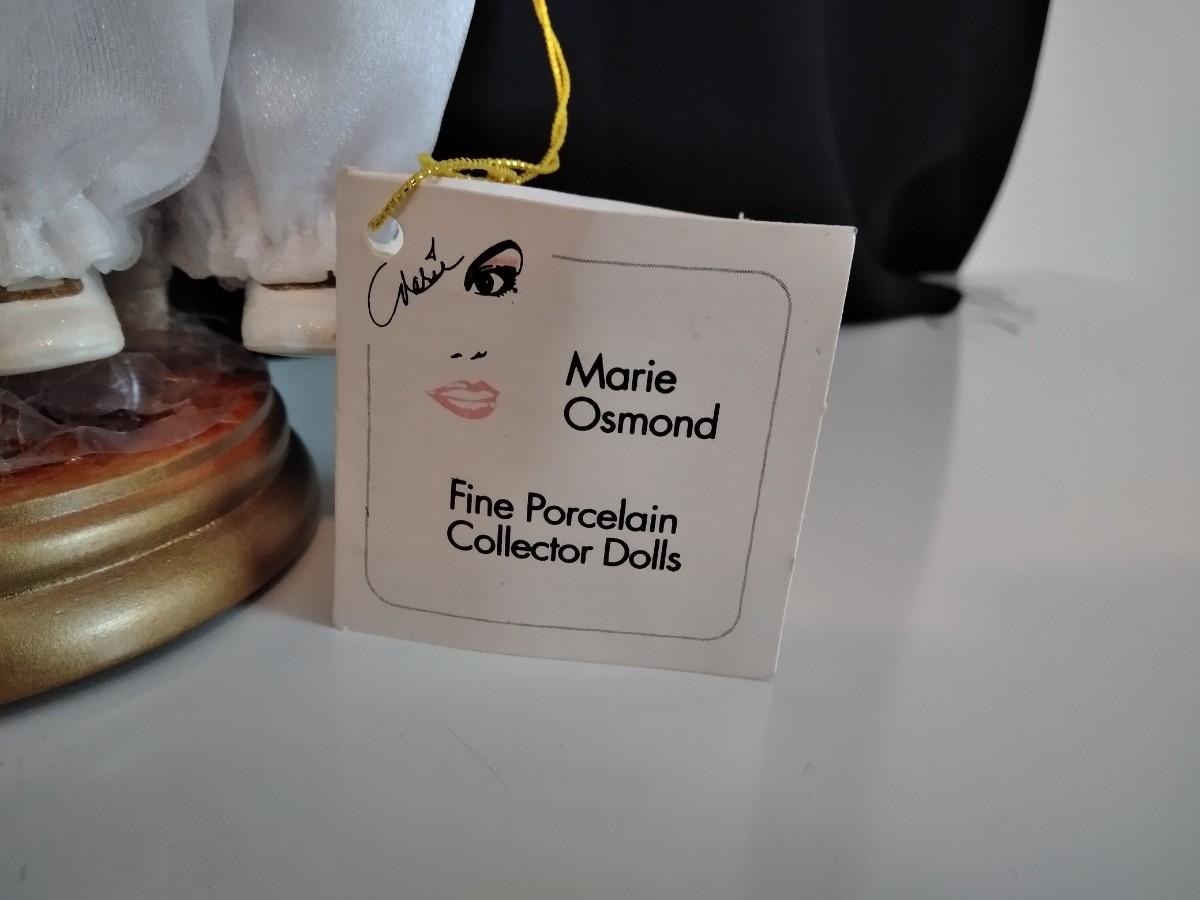 Marie
Osmond
Fine Porcelain
Collector Dolls